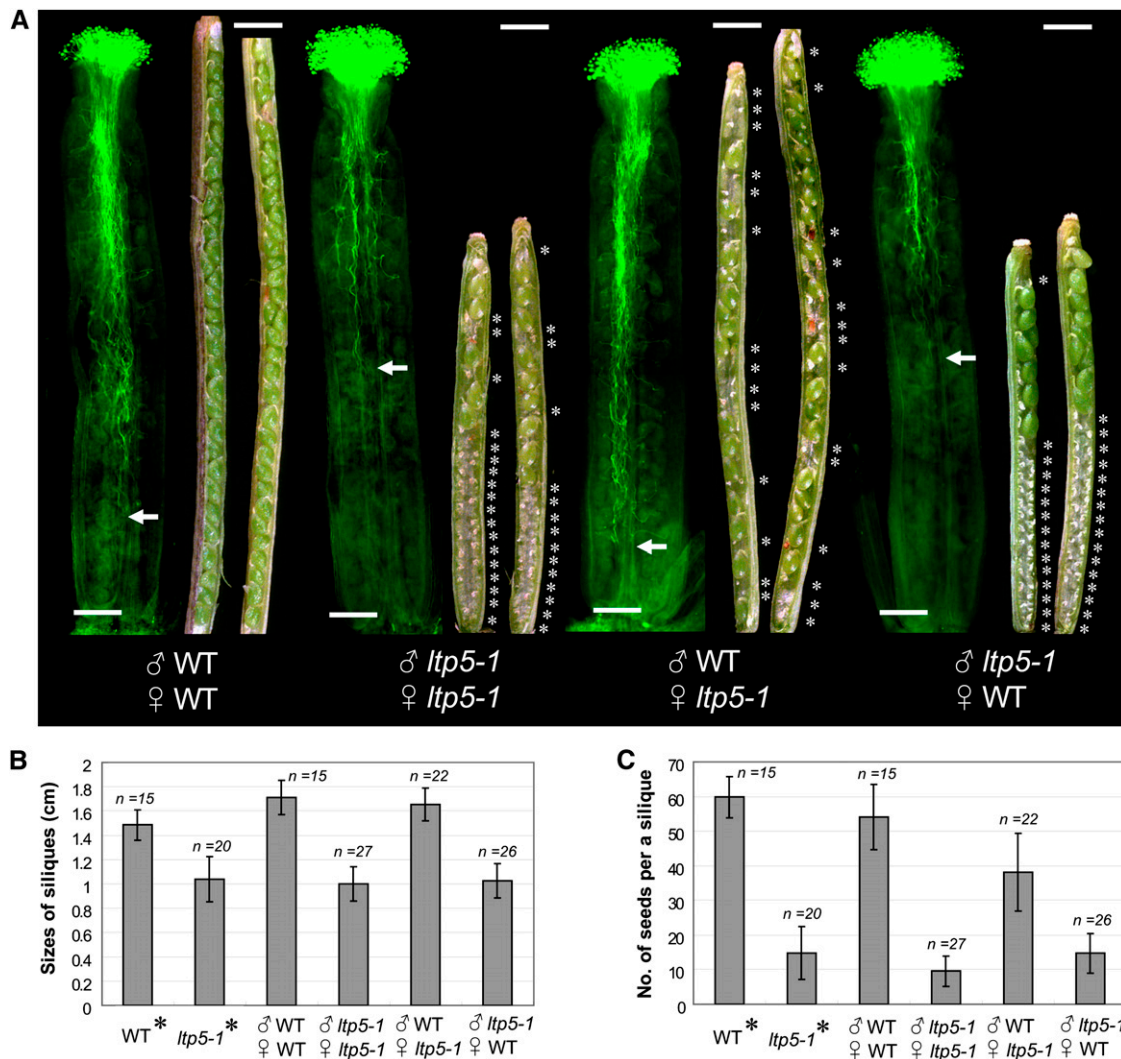 A
♂ WT ♂ ltp5-1 ♂ WT ♂ ltp5-1
♀ WT ♀ ltp5-1 ♀ ltp5-1 ♀ WT
B
Sizes of siliques (cm)
2
1.8
1.6
1.4
1.2
1
0.8
0.6
0.4
0.2
0
n =15
n =20
n =15
n =27
n =22
n =26
WT* ltp5-1* ♂ WT ♂ ltp5-1 ♂ WT ♂ ltp5-1
♀ WT ♀ ltp5-1 ♀ ltp5-1 ♀ WT
C
No. of seeds per a silique
70
60
50
40
30
20
10
0
n =15
n =20
n =15
n =27
n =22
n =26
WT* ltp5-1* ♂ WT ♂ ltp5-1 ♂ WT ♂ ltp5-1
♀ WT ♀ ltp5-1 ♀ ltp5-1 ♀ WT